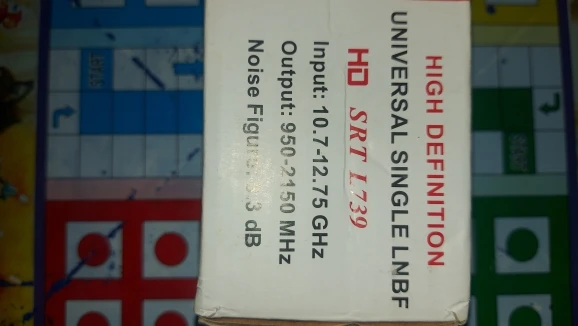 HIGH DEFINITION
UNIVERSAL SINGLE LNBF
HD SRT L739
Input: 10.7-12.75 GHz
Output: 950-2150 MHz
Noise dB
START